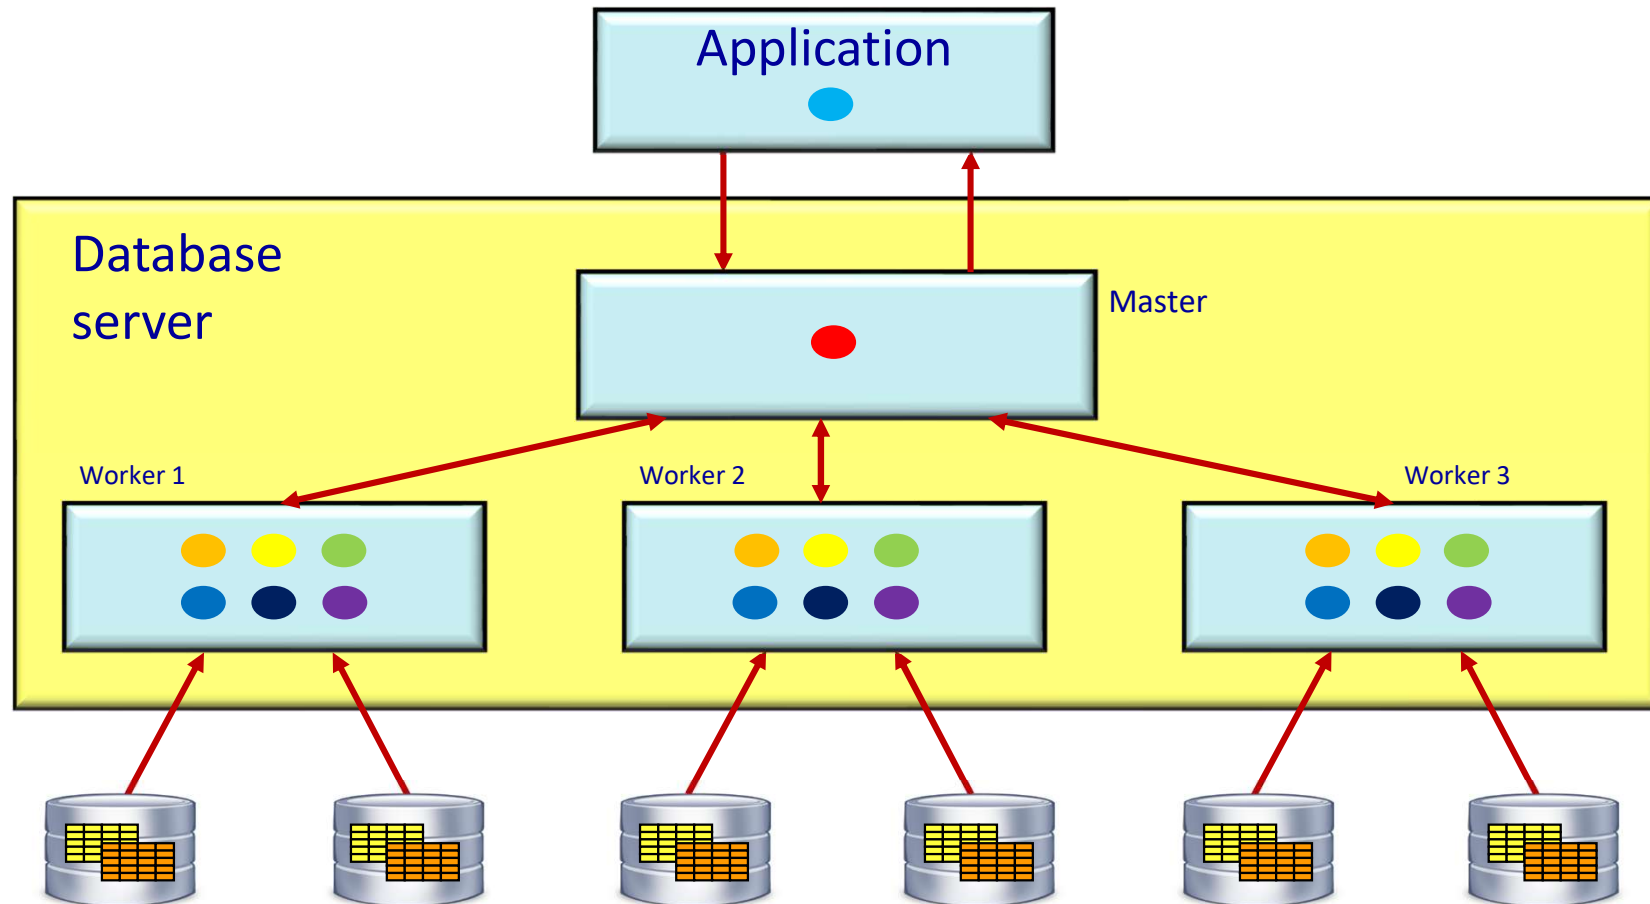 Application
Database
server
Master
Worker 1
Worker 2
Worker 3